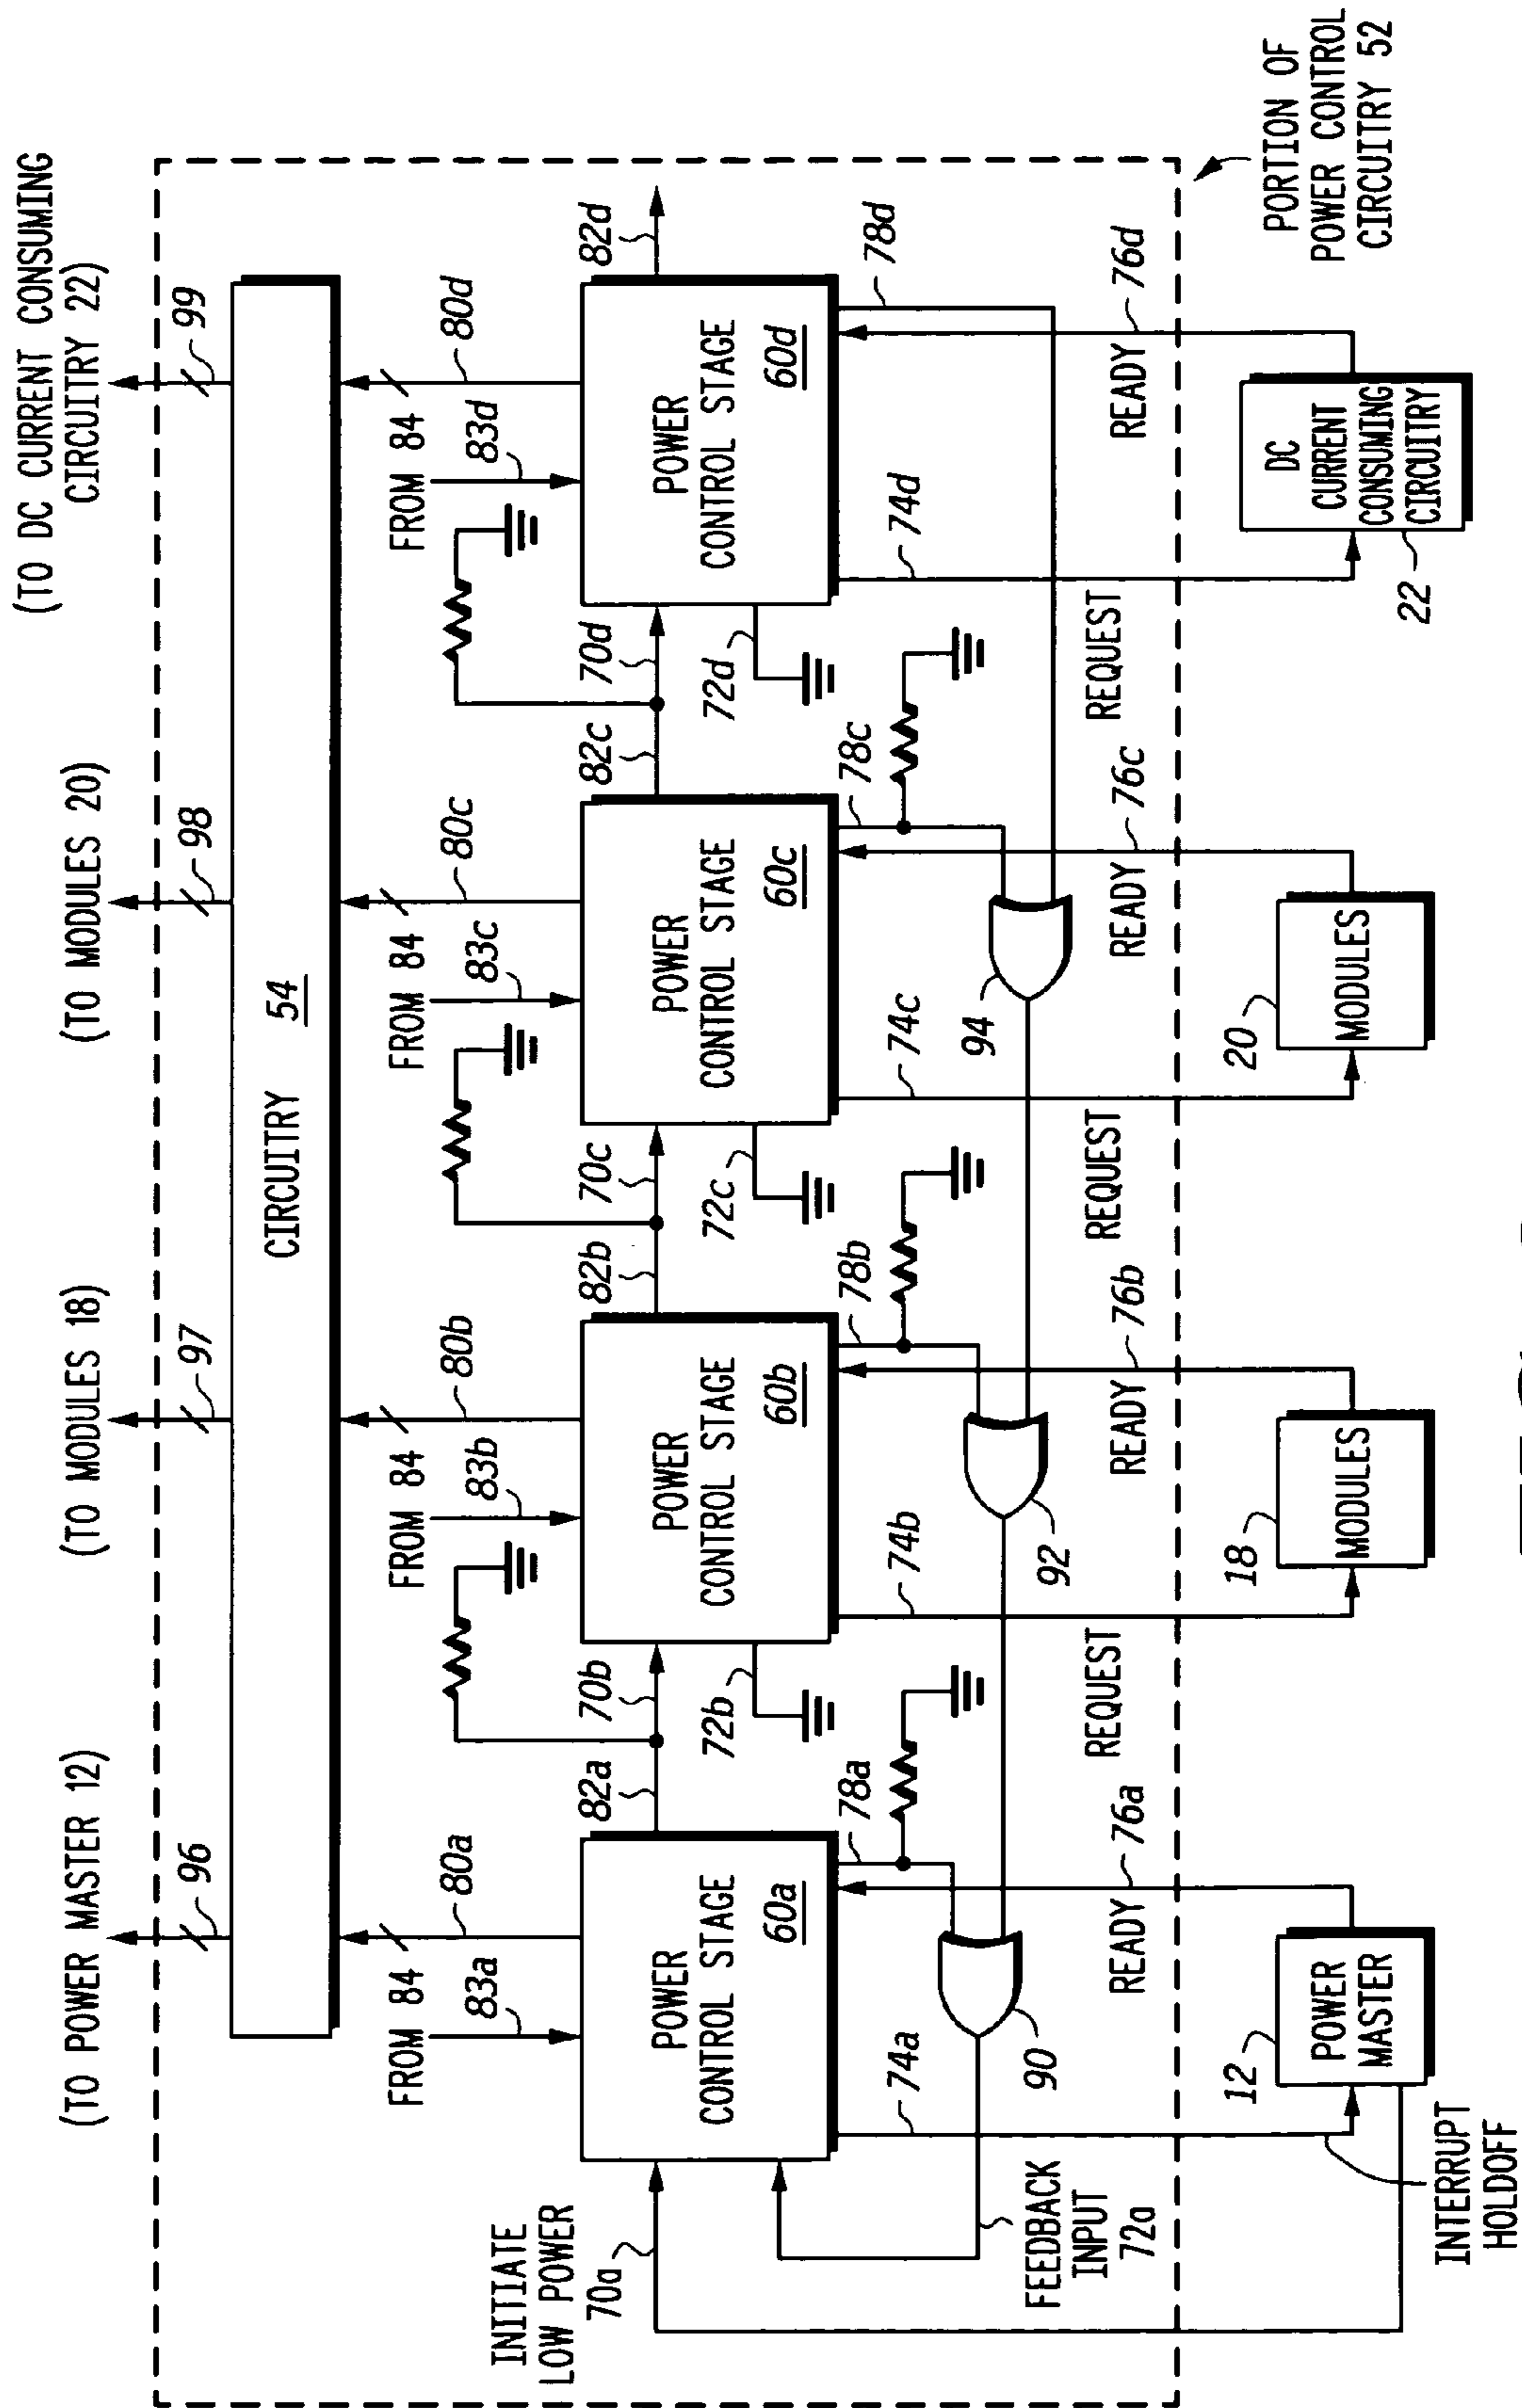 (TO POWER MASTER 12)
(TO MODULES 18)
(TO MODULES 20)
(TO DC CURRENT CONSUMING
CIRCUITRY 22)
96
97
98
99
CIRCUITRY
54
FROM 84
83a
80a
FROM 84
83b
80b
FROM 84
83c
80c
FROM 84
83d
80d
INITIATE
LOW POWER
70a
POWER
CONTROL STAGE
60a
82a
70b
72b
POWER
CONTROL STAGE
60b
82b
70c
72c
POWER
CONTROL STAGE
60c
82c
70d
72d
POWER
CONTROL STAGE
60d
82d
FEEDBACK
INPUT
72a
74a
90
78a
74b
92
78b
74c
94
78c
74d
78d
READY
76a
REQUEST
READY
76b
REQUEST
READY
76c
REQUEST
READY
76d
INTERRUPT
HOLDOFF
12
POWER
MASTER
18
MODULES
20
MODULES
22
DC
CURRENT
CONSUMING
CIRCUITRY
PORTION OF
POWER CONTROL
CIRCUITRY 52